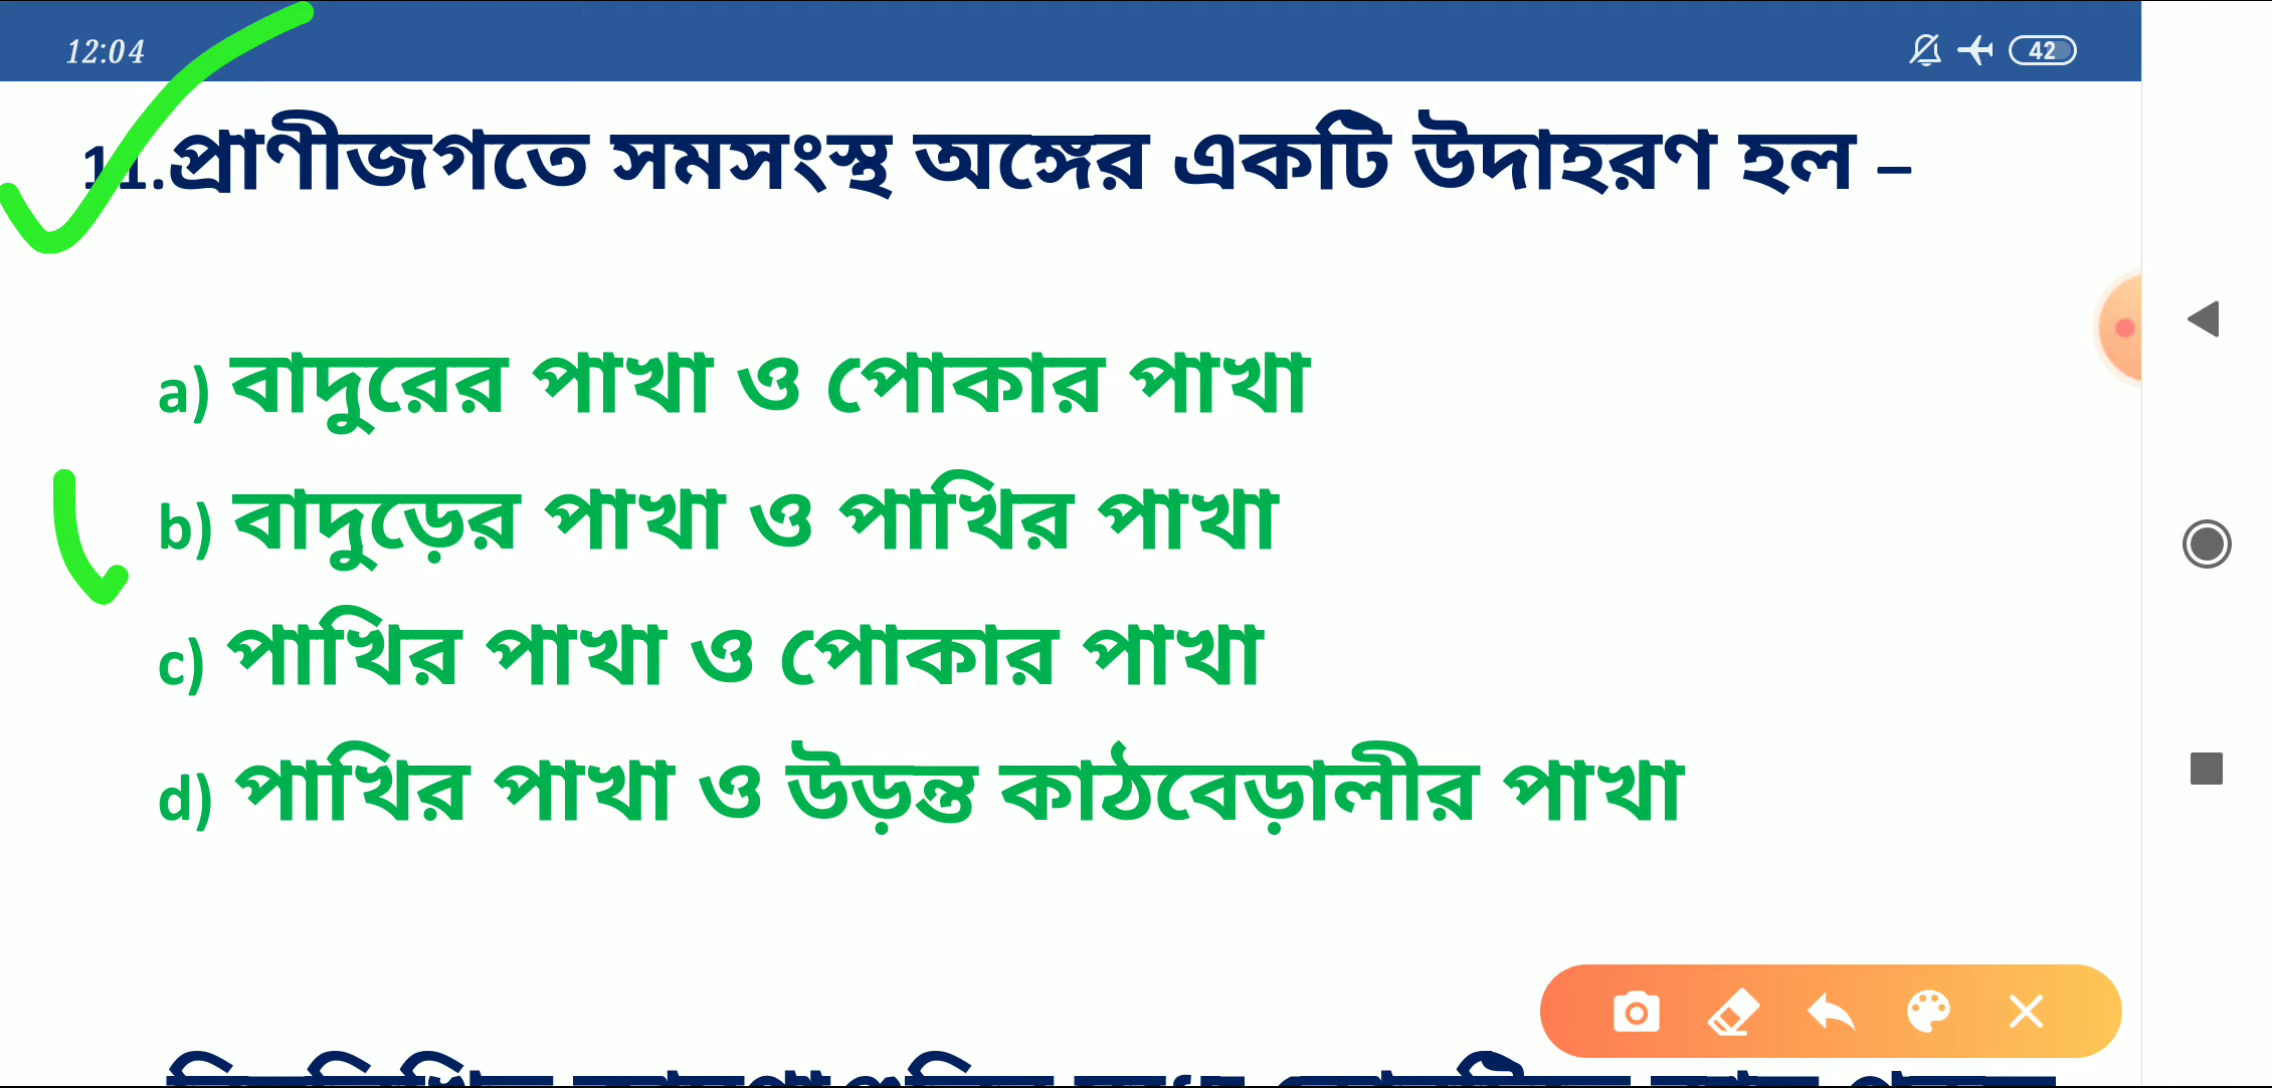 12:04
42
11.প্রাণীজগতে সমসংস্থ অঙ্গের একটি উদাহরণ হল –
a) বাদুরের পাখা ও পোকার পাখা
b) বাদুড়ের পাখা ও পাখির পাখা
c) পাখির পাখা ও পোকার পাখা
d) পাখির পাখা ও উড়ন্ত কাঠবেড়ালীর পাখা